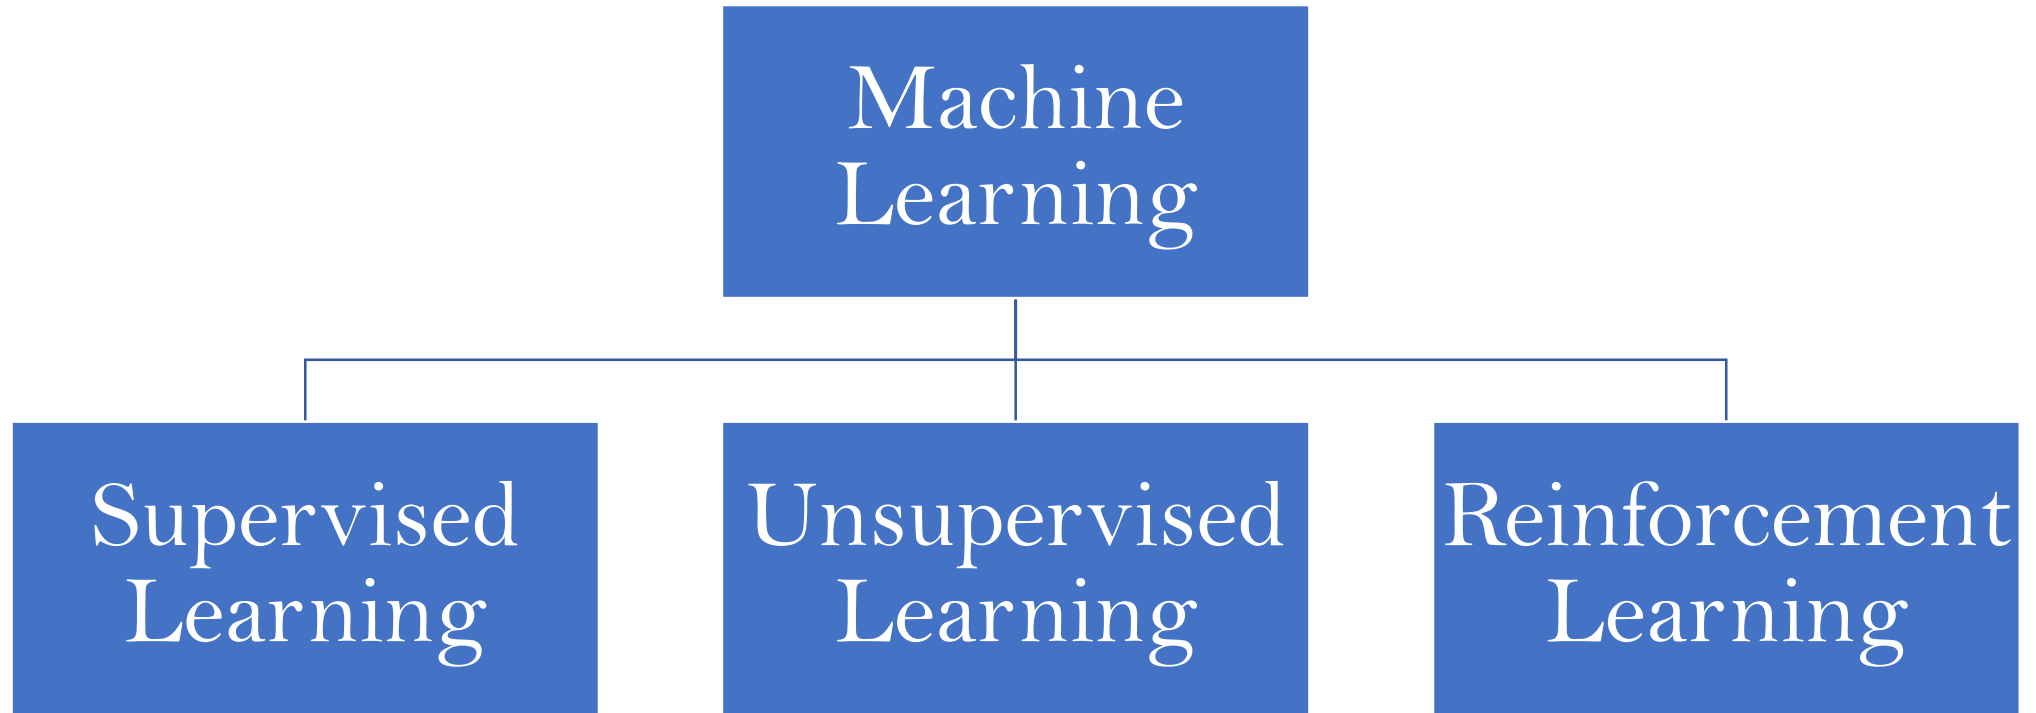 Machine
Learning
Supervised
Learning
Unsupervised
Learning
Reinforcement
Learning